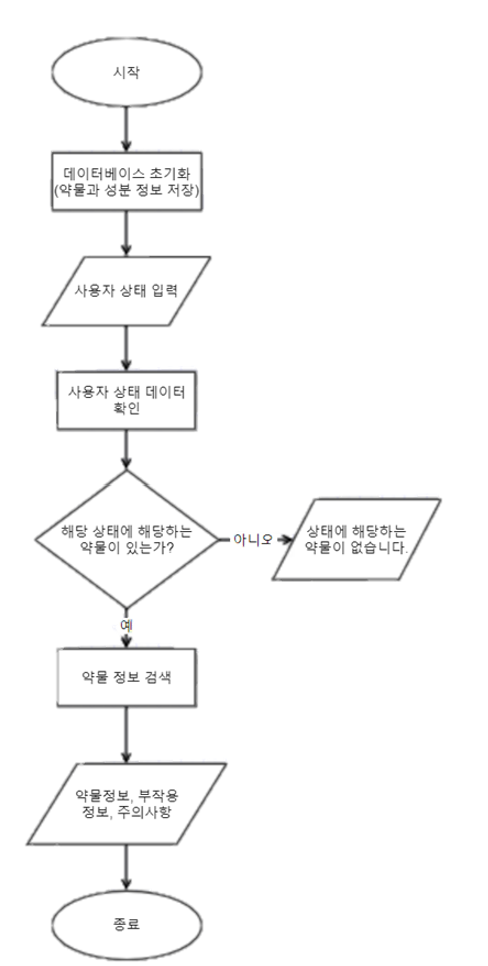 시작
데이터베이스 초기화
(약물과 성분 정보 저장)
사용자 상태 입력
사용자 상태 데이터
확인
해당 상태에 해당하는
약물이 있는가?
아니오
상태에 해당하는
약물이 없습니다.
예
약물 정보 검색
약물정보, 부작용
정보, 주의사항
종료